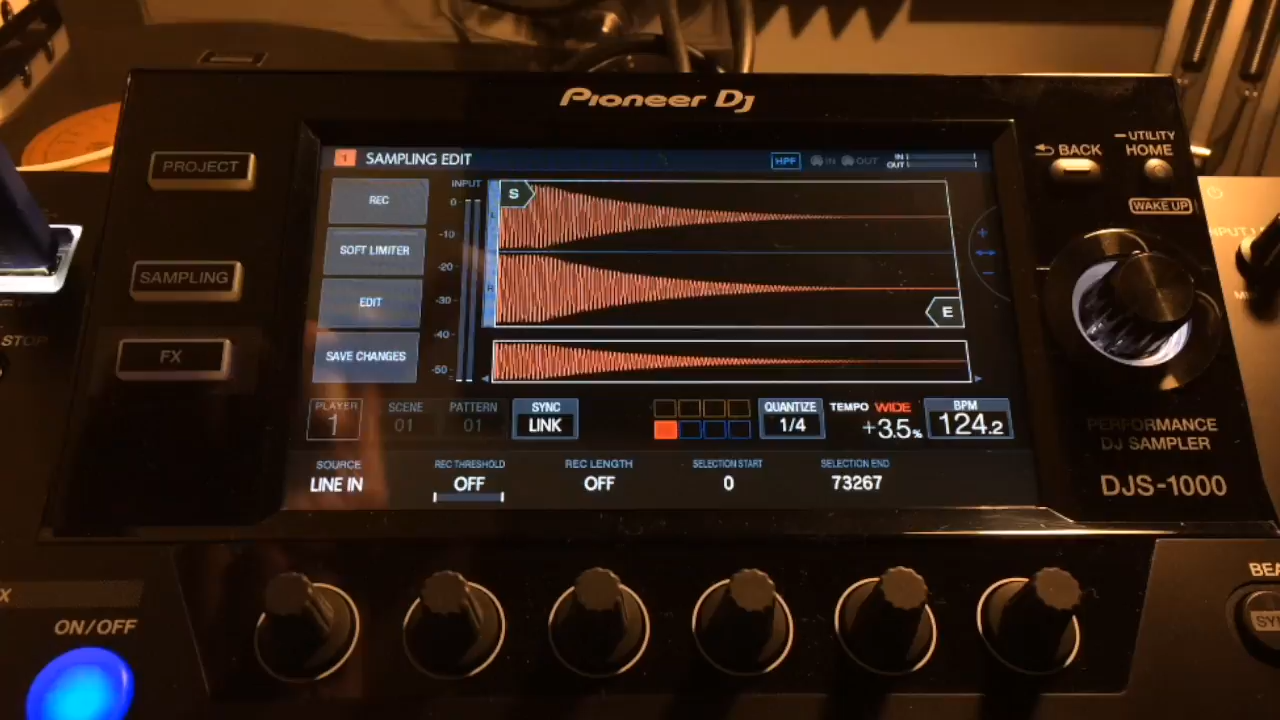 Pioneer Dj
PROJECT
SAMPLING
FX
STOP
ON/OFF
1 SAMPLING EDIT
HPF IN OUT
IN
OUT
REC
SOFT LIMITER
EDIT
SAVE CHANGES
INPUT
0
-10
-20
-30
-40
-50
S
L
R
E
PLAYER
1
SCENE
01
PATTERN
01
SYNC
LINK
QUANTIZE
1/4
TEMPO WIDE
+3.5%
BPM
124.2
SOURCE
LINE IN
REC THRESHOLD
OFF
REC LENGTH
OFF
SELECTION START
0
SELECTION END
73267
BACK
UTILITY
HOME
WAKE UP
PERFORMANCE
DJ SAMPLER
DJS-1000